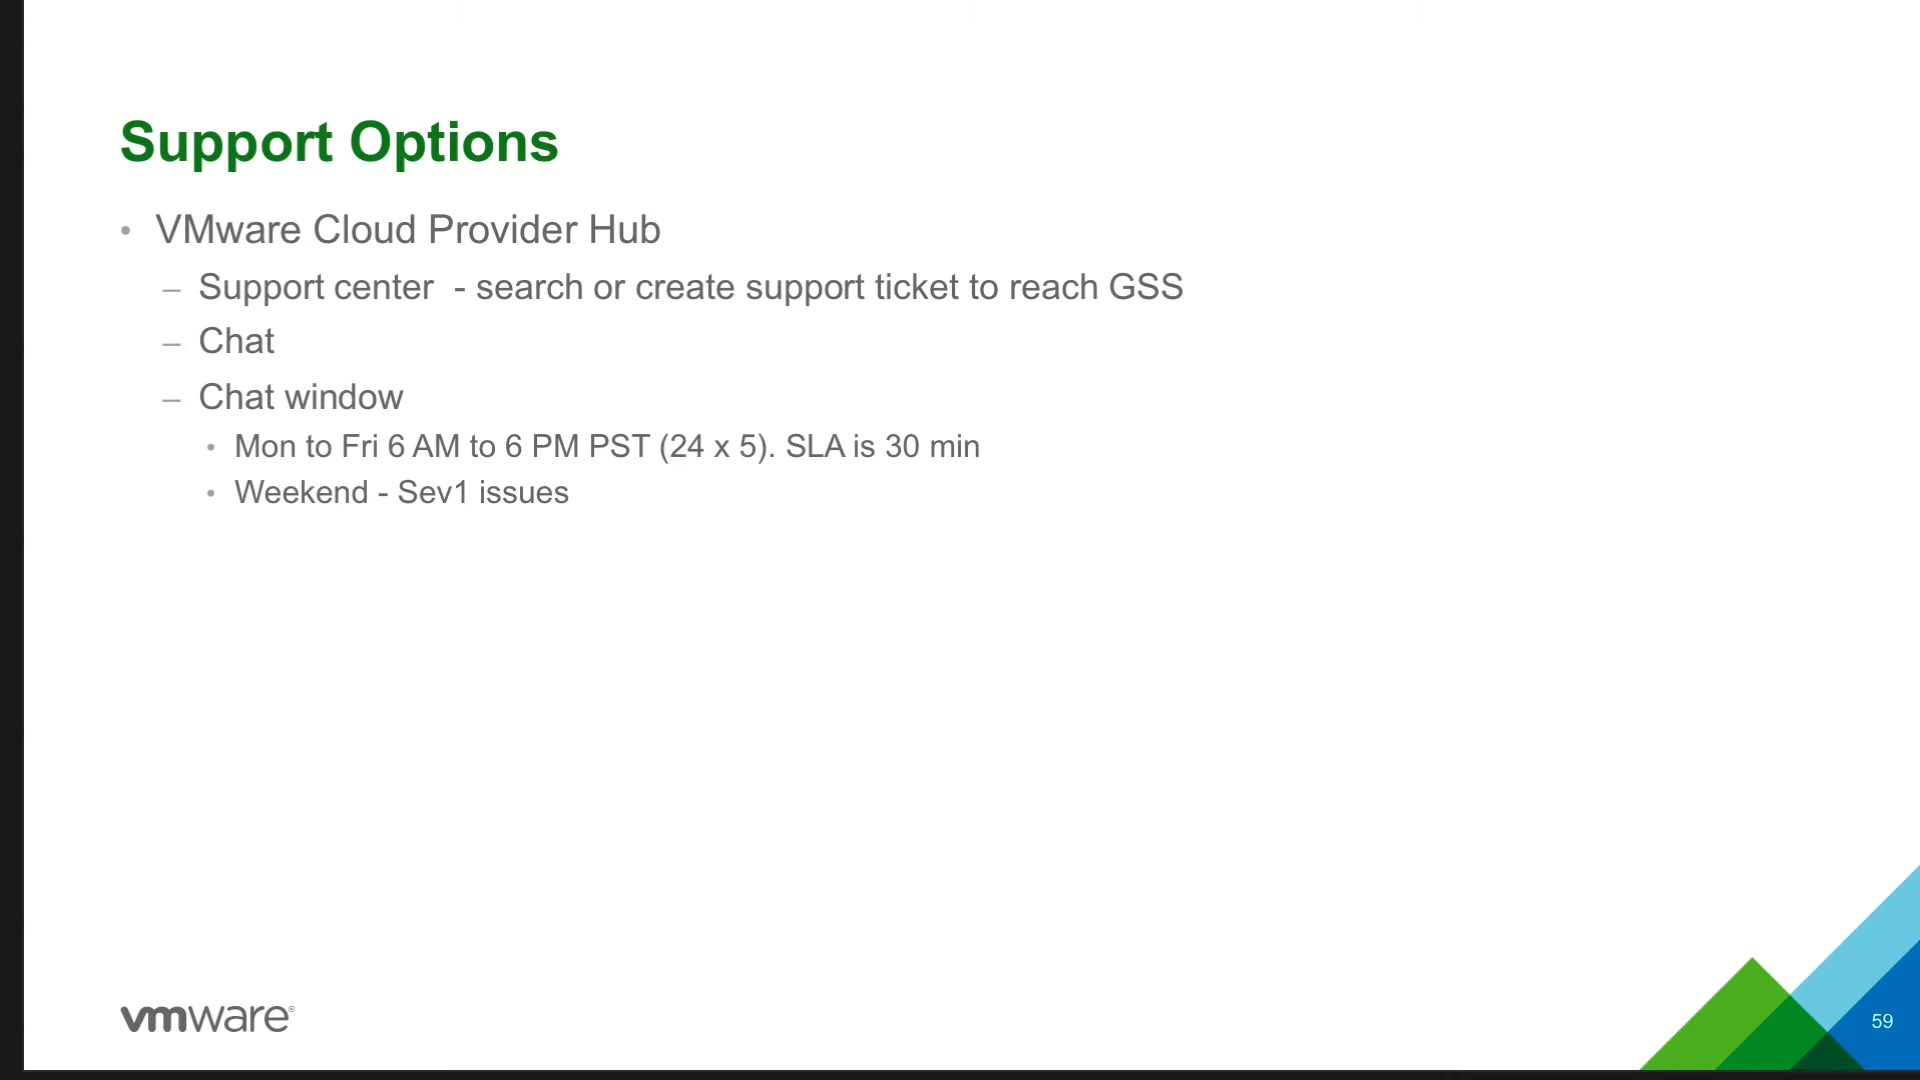 Support Options
• VMware Cloud Provider Hub
– Support center - search or create support ticket to reach GSS
– Chat
– Chat window
• Mon to Fri 6 AM to 6 PM PST (24 x 5). SLA is 30 min
• Weekend - Sev1 issues
vmware®
59